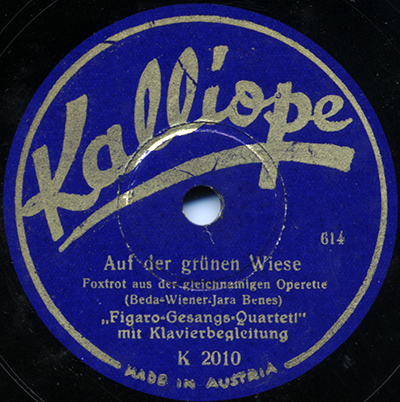 Kalliope
614
Auf der grünen Wiese
Foxtrot aus der gleichnamigen Operette
(Beda-Wiener-Jara Benes)
„Figaro-Gesangs-Quartett"
mit Klavierbegleitung
K 2010
MADE IN AUSTRIA